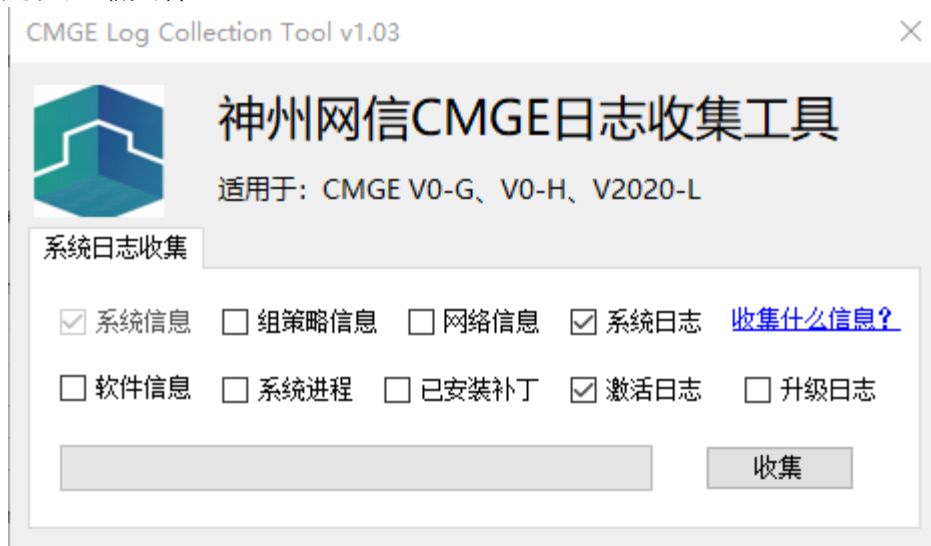 CMGE Log Collection Tool v1.03
神州网信CMGE日志收集工具
适用于：CMGE V0-G、V0-H、V2020-L
系统日志收集
系统信息 组策略信息 网络信息 系统日志 收集什么信息？
软件信息 系统进程 已安装补丁 激活日志 升级日志
收集